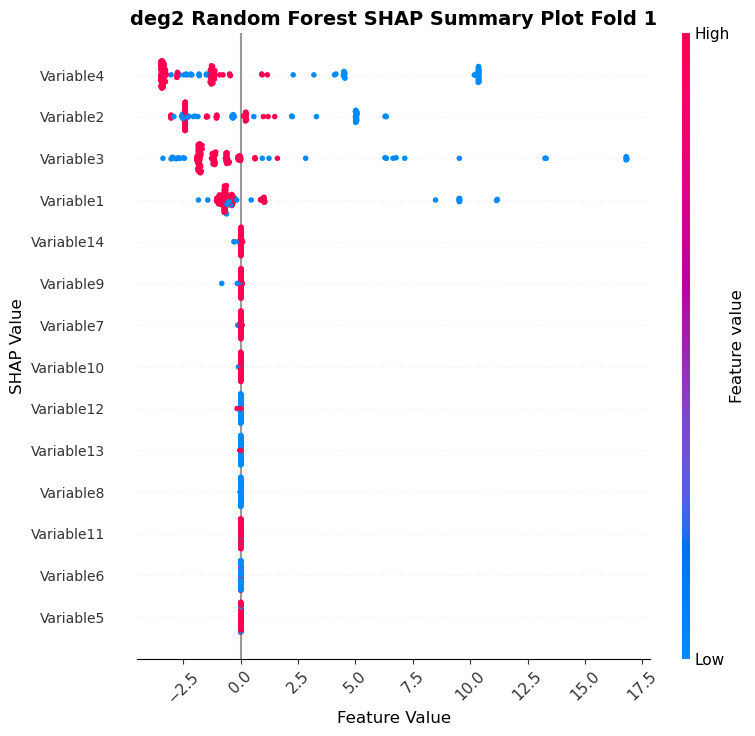 deg2 Random Forest SHAP Summary Plot Fold 1
High
Variable4
Variable2
Variable3
Variable1
Variable14
Variable9
Variable7
Variable10
Variable12
Variable13
Variable8
Variable11
Variable6
Variable5
SHAP Value
Feature value
Low
−2.5 0.0 2.5 5.0 7.5 10.0 12.5 15.0 17.5
Feature Value